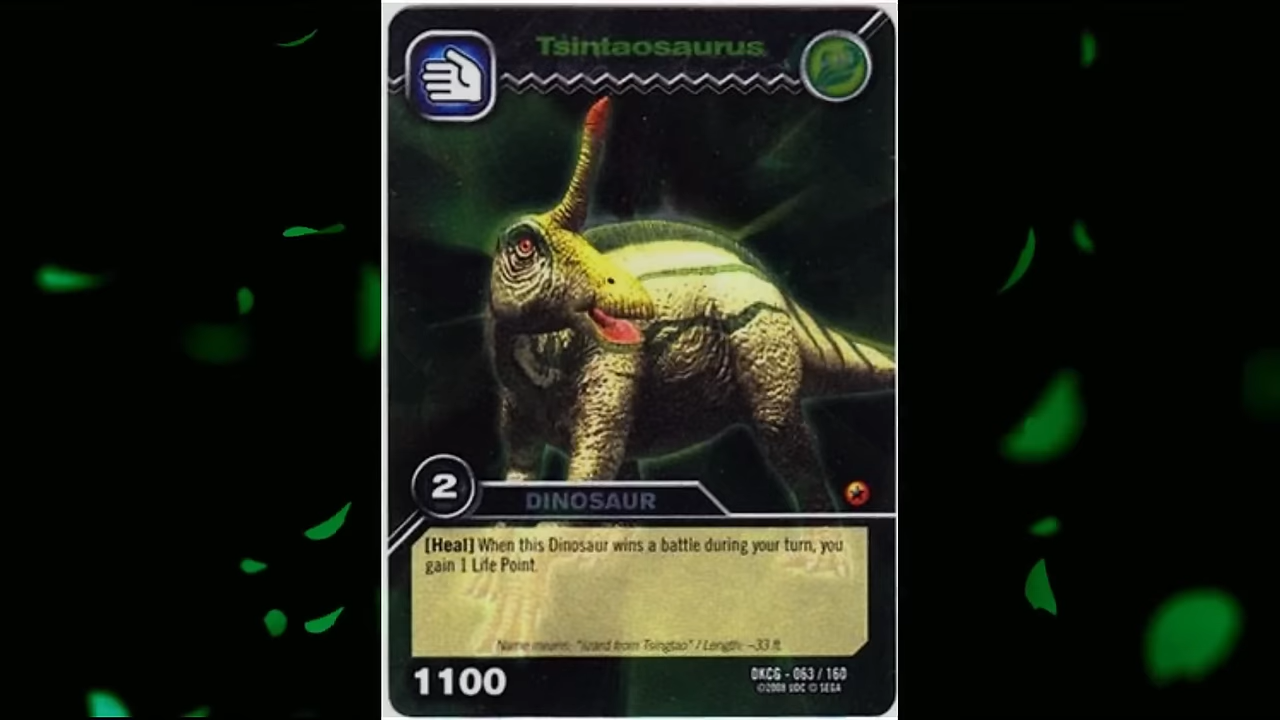 Tsintaosaurus
2
DINOSAUR
[Heal] When this Dinosaur wins a battle during your turn, you
gain 1 Life Point.
Name means: "lizard from Tsingtao" / Length: ~33 ft.
1100
DKCG - 063 / 160
©2008 UDC © SEGA